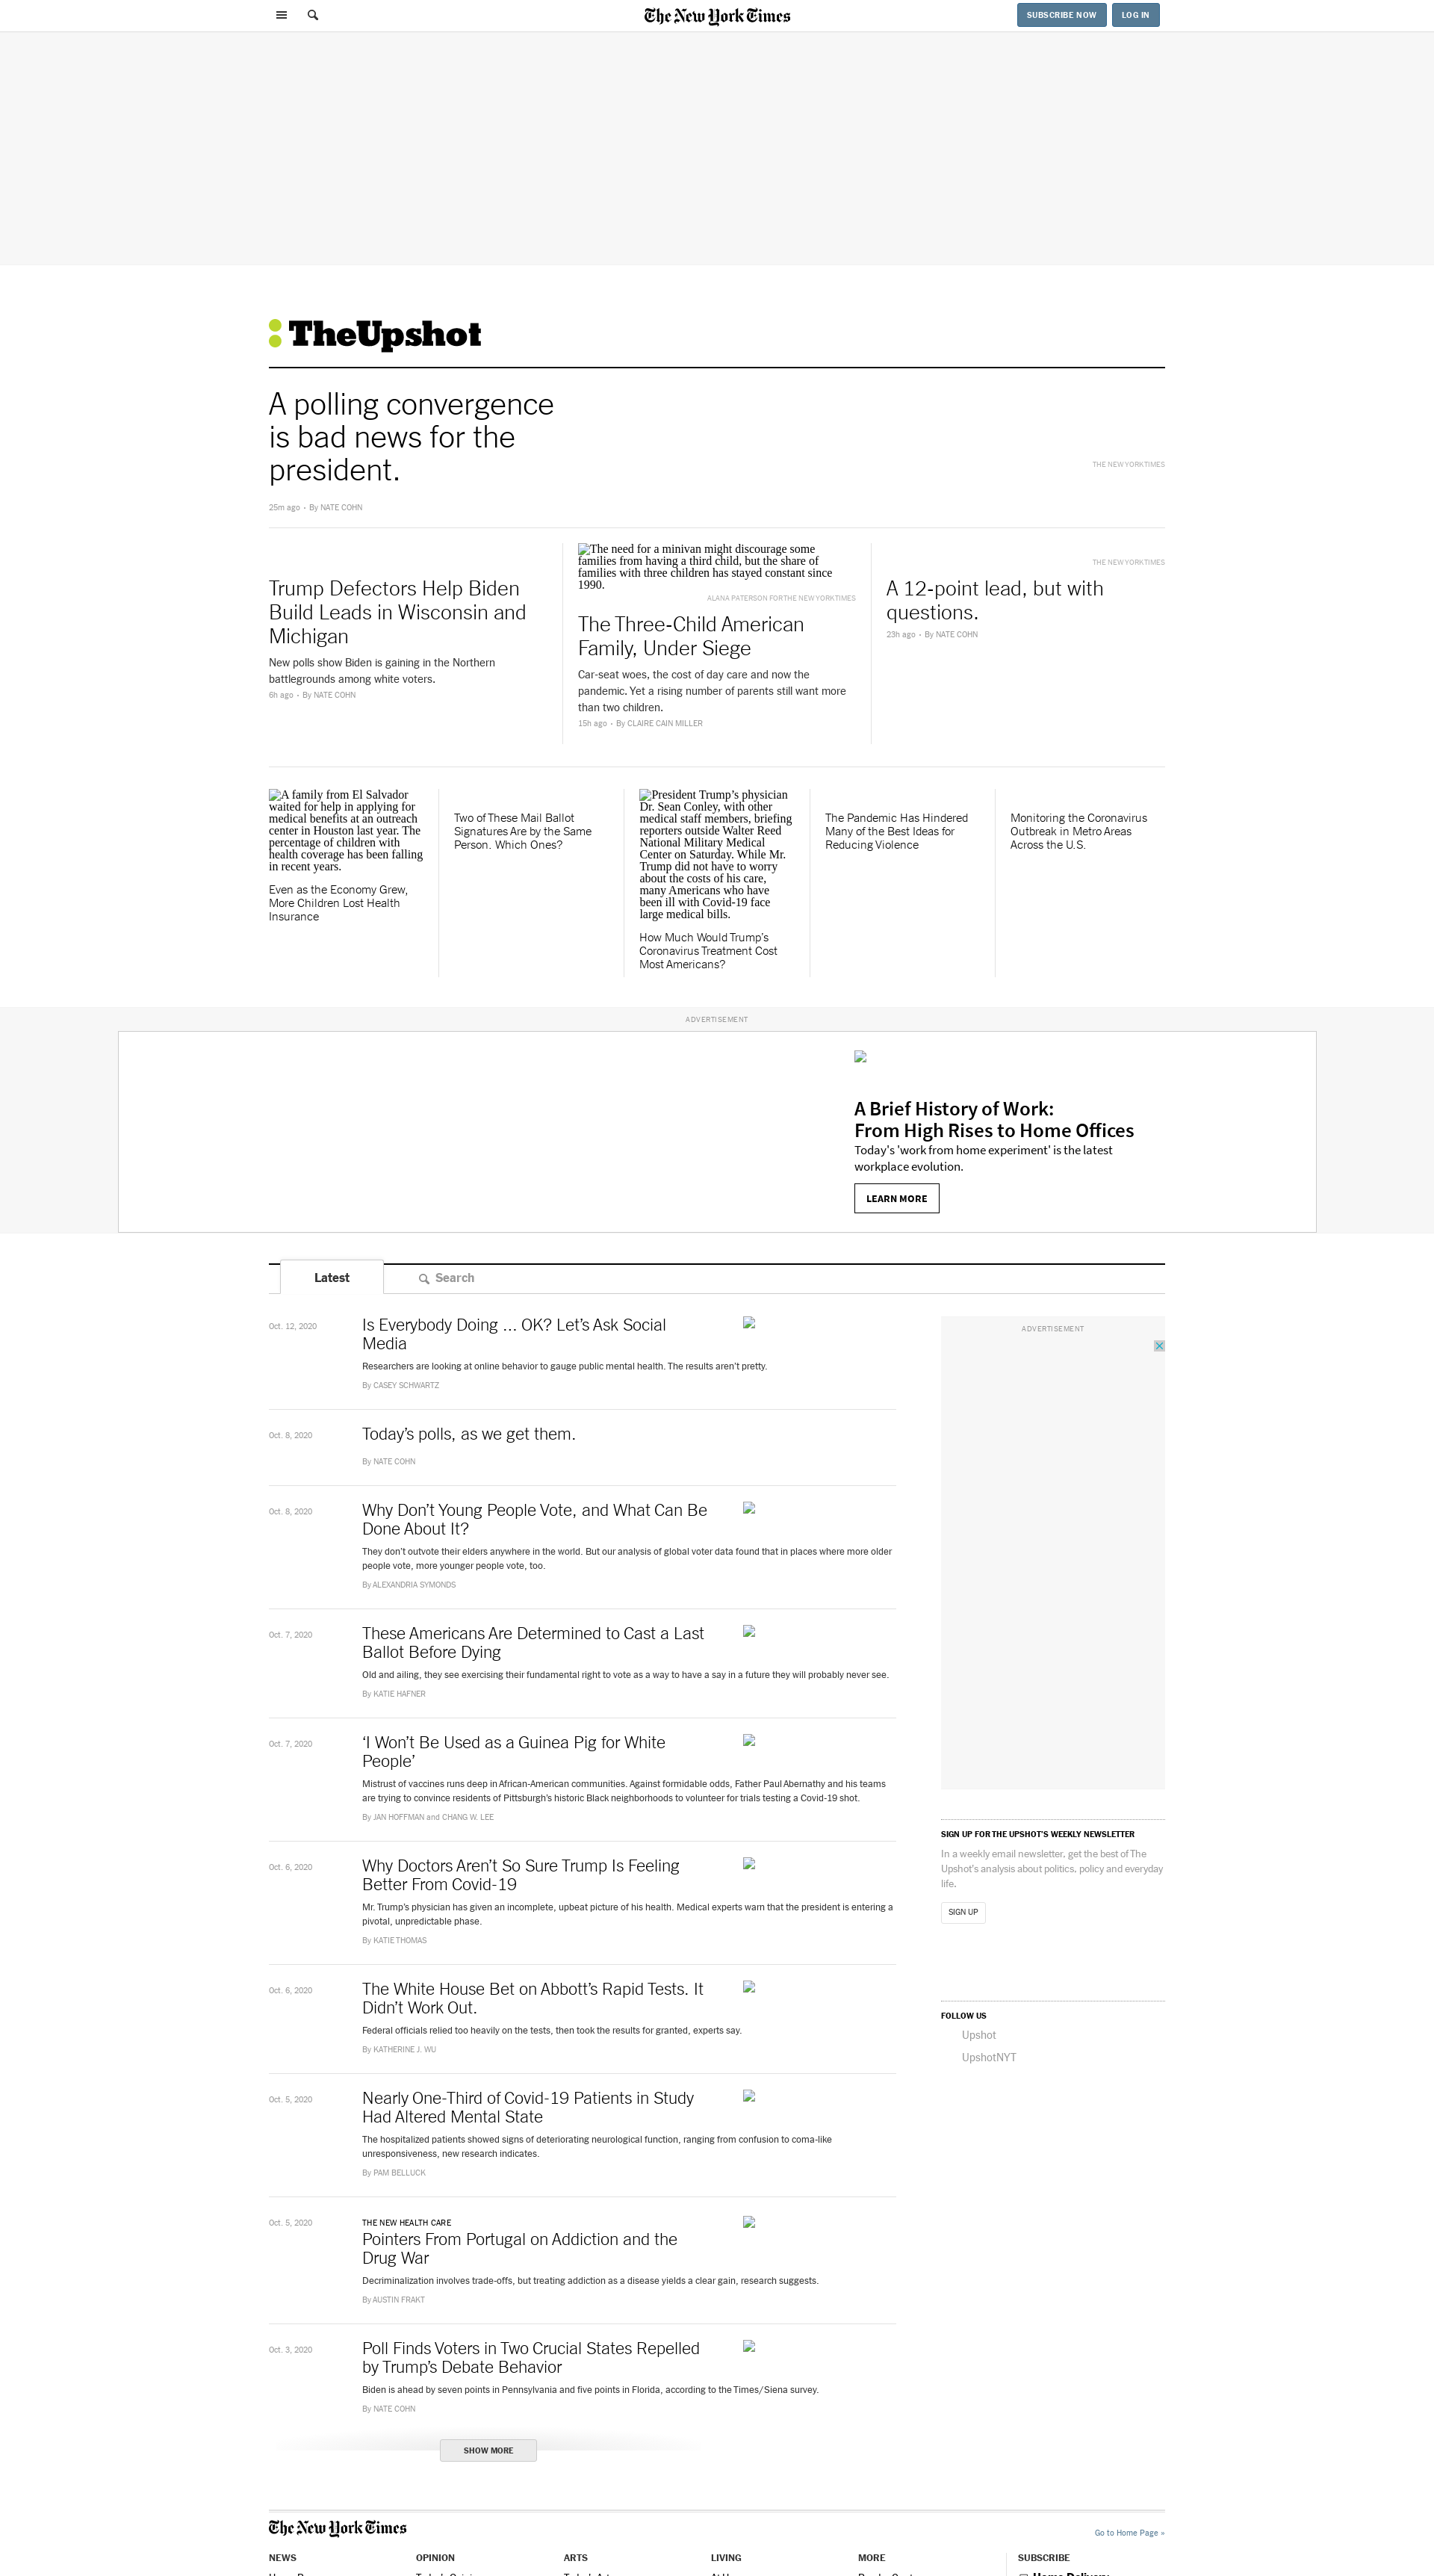 The New York Times
SUBSCRIBE NOW
LOG IN
TheUpshot
A polling convergence
is bad news for the
president.
THE NEW YORK TIMES
25m ago • By NATE COHN
Trump Defectors Help Biden
Build Leads in Wisconsin and
Michigan
New polls show Biden is gaining in the Northern
battlegrounds among white voters.
6h ago • By NATE COHN
The need for a minivan might discourage some
families from having a third child, but the share of
families with three children has stayed constant since
1990.
ALANA PATERSON FOR THE NEW YORK TIMES
The Three-Child American
Family, Under Siege
Car-seat woes, the cost of day care and now the
pandemic. Yet a rising number of parents still want more
than two children.
15h ago • By CLAIRE CAIN MILLER
THE NEW YORK TIMES
A 12-point lead, but with
questions.
23h ago • By NATE COHN
A family from El Salvador
waited for help in applying for
medical benefits at an outreach
center in Houston last year. The
percentage of children with
health coverage has been falling
in recent years.
Even as the Economy Grew,
More Children Lost Health
Insurance
Two of These Mail Ballot
Signatures Are by the Same
Person. Which Ones?
President Trump’s physician
Dr. Sean Conley, with other
medical staff members, briefing
reporters outside Walter Reed
National Military Medical
Center on Saturday. While Mr.
Trump did not have to worry
about the costs of his care,
many Americans who have
been ill with Covid-19 face
large medical bills.
How Much Would Trump’s
Coronavirus Treatment Cost
Most Americans?
The Pandemic Has Hindered
Many of the Best Ideas for
Reducing Violence
Monitoring the Coronavirus
Outbreak in Metro Areas
Across the U.S.
ADVERTISEMENT
A Brief History of Work:
From High Rises to Home Offices
Today's 'work from home experiment' is the latest
workplace evolution.
LEARN MORE
Latest
Search
Oct. 12, 2020
Is Everybody Doing ... OK? Let’s Ask Social
Media
Researchers are looking at online behavior to gauge public mental health. The results aren’t pretty.
By CASEY SCHWARTZ
Oct. 8, 2020
Today’s polls, as we get them.
By NATE COHN
Oct. 8, 2020
Why Don’t Young People Vote, and What Can Be
Done About It?
They don’t outvote their elders anywhere in the world. But our analysis of global voter data found that in places where more older
people vote, more younger people vote, too.
By ALEXANDRIA SYMONDS
Oct. 7, 2020
These Americans Are Determined to Cast a Last
Ballot Before Dying
Old and ailing, they see exercising their fundamental right to vote as a way to have a say in a future they will probably never see.
By KATIE HAFNER
Oct. 7, 2020
‘I Won’t Be Used as a Guinea Pig for White
People’
Mistrust of vaccines runs deep in African-American communities. Against formidable odds, Father Paul Abernathy and his teams
are trying to convince residents of Pittsburgh’s historic Black neighborhoods to volunteer for trials testing a Covid-19 shot.
By JAN HOFFMAN and CHANG W. LEE
Oct. 6, 2020
Why Doctors Aren’t So Sure Trump Is Feeling
Better From Covid-19
Mr. Trump’s physician has given an incomplete, upbeat picture of his health. Medical experts warn that the president is entering a
pivotal, unpredictable phase.
By KATIE THOMAS
Oct. 6, 2020
The White House Bet on Abbott’s Rapid Tests. It
Didn’t Work Out.
Federal officials relied too heavily on the tests, then took the results for granted, experts say.
By KATHERINE J. WU
Oct. 5, 2020
Nearly One-Third of Covid-19 Patients in Study
Had Altered Mental State
The hospitalized patients showed signs of deteriorating neurological function, ranging from confusion to coma-like
unresponsiveness, new research indicates.
By PAM BELLUCK
Oct. 5, 2020
THE NEW HEALTH CARE
Pointers From Portugal on Addiction and the
Drug War
Decriminalization involves trade-offs, but treating addiction as a disease yields a clear gain, research suggests.
By AUSTIN FRAKT
Oct. 3, 2020
Poll Finds Voters in Two Crucial States Repelled
by Trump’s Debate Behavior
Biden is ahead by seven points in Pennsylvania and five points in Florida, according to the Times/Siena survey.
By NATE COHN
SHOW MORE
ADVERTISEMENT
SIGN UP FOR THE UPSHOT’S WEEKLY NEWSLETTER
In a weekly email newsletter, get the best of The
Upshot’s analysis about politics, policy and everyday
life.
SIGN UP
FOLLOW US
Upshot
UpshotNYT
The New York Times
Go to Home Page »
NEWS
OPINION
ARTS
LIVING
MORE
SUBSCRIBE